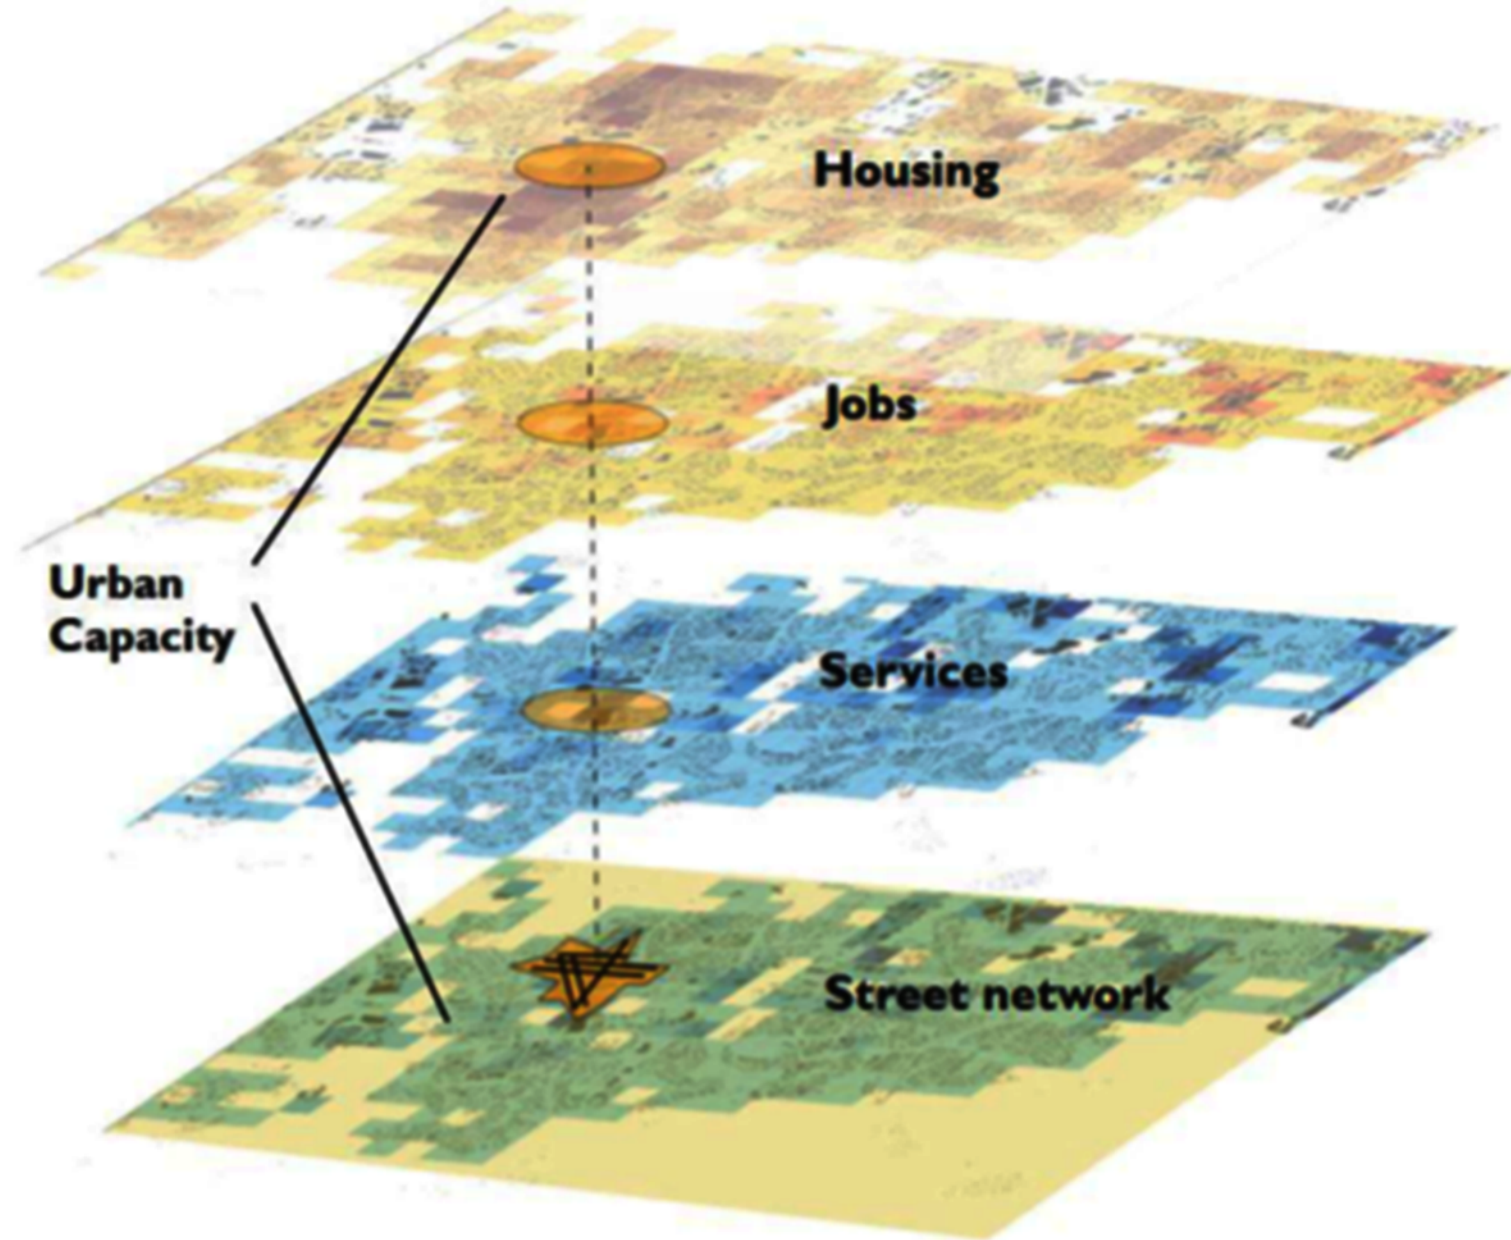 Housing
Jobs
Urban
Capacity
Services
Street network